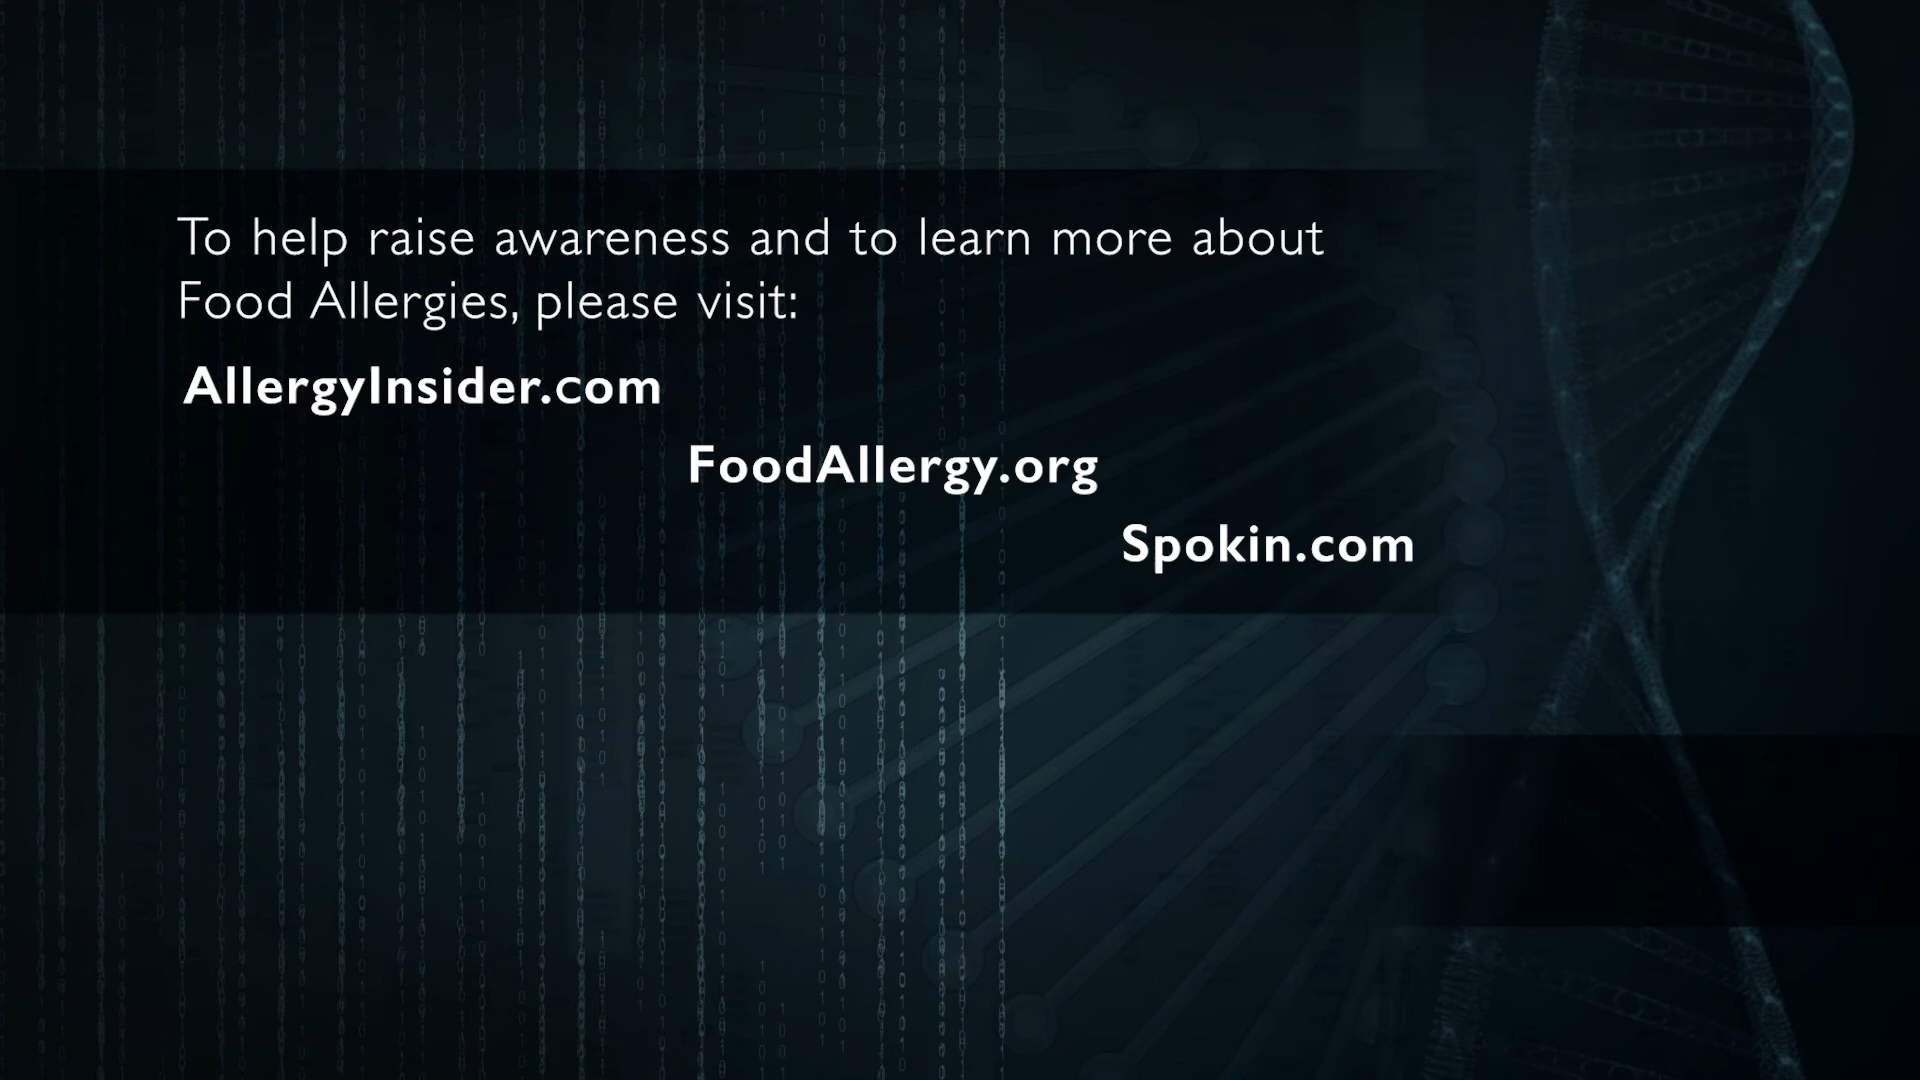 To help raise awareness and to learn more about
Food Allergies, please visit:
AllergyInsider.com
FoodAllergy.org
Spokin.com